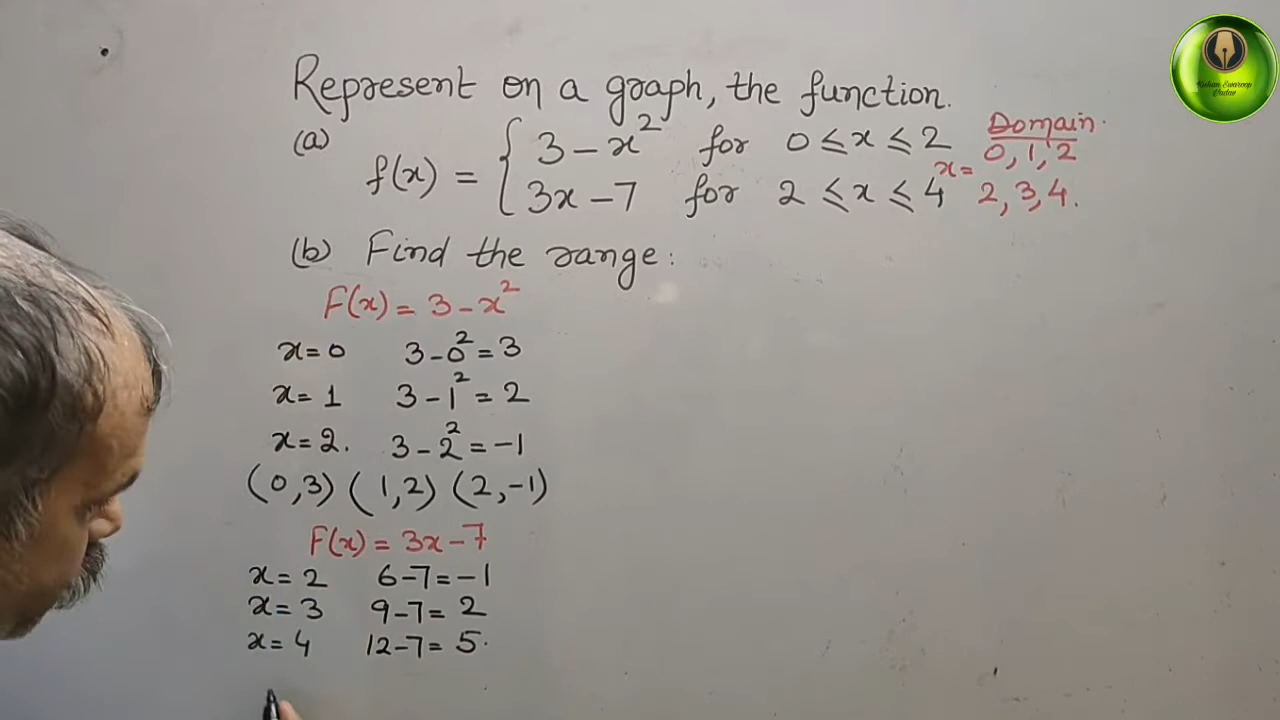 Represent on a graph, the function.
(a) f(x) = { 3 - x² for 0 ≤ x ≤ 2
3x - 7 for 2 ≤ x ≤ 4
Domain
0, 1, 2
x = 2, 3, 4.
(b) Find the range:
F(x) = 3 - x²
x = 0 3 - 0² = 3
x = 1 3 - 1² = 2
x = 2. 3 - 2² = -1
(0,3) (1,2) (2,-1)
F(x) = 3x - 7
x = 2 6 - 7 = -1
x = 3 9 - 7 = 2
x = 4 12 - 7 = 5.
Kishan Swaroop
Yadav